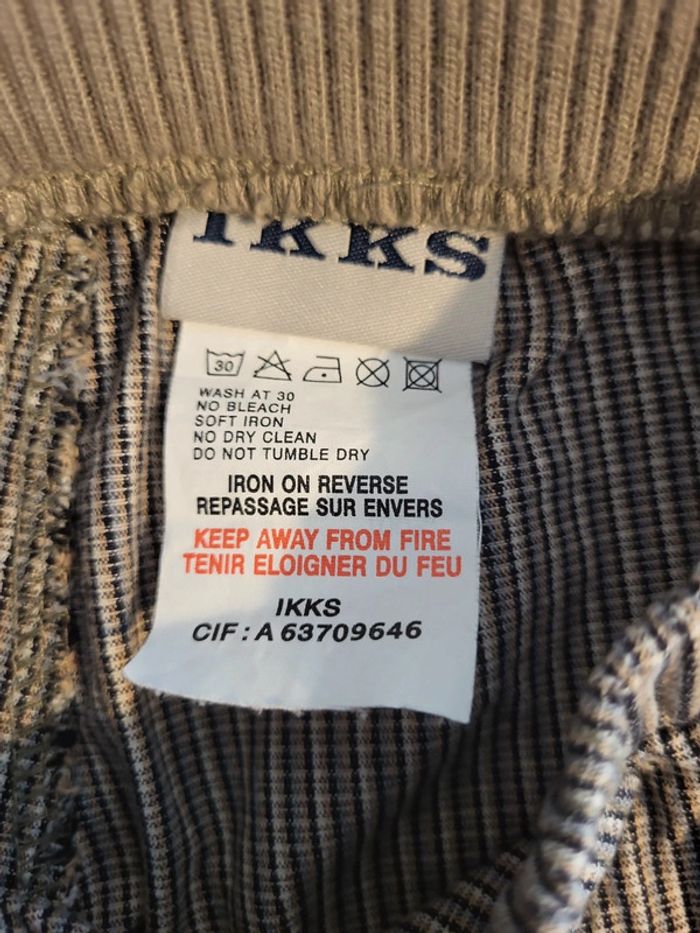 IKKS
30
WASH AT 30
NO BLEACH
SOFT IRON
NO DRY CLEAN
DO NOT TUMBLE DRY
IRON ON REVERSE
REPASSAGE SUR ENVERS
KEEP AWAY FROM FIRE
TENIR ELOIGNER DU FEU
IKKS
CIF : A 63709646